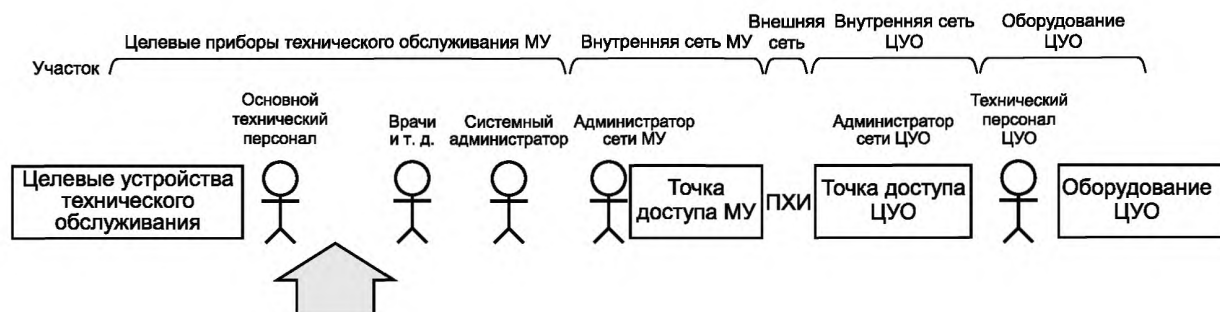 Участок
Целевые приборы технического обслуживания МУ
Внутренняя сеть МУ
Внешняя
сеть
Внутренняя сеть
ЦУО
Оборудование
ЦУО
Основной
технический
персонал
Врачи
и т. д.
Системный
администратор
Администратор
сети МУ
Администратор
сети ЦУО
Технический
персонал
ЦУО
Целевые устройства
технического
обслуживания
Точка
доступа МУ
ПХИ
Точка доступа
ЦУО
Оборудование
ЦУО